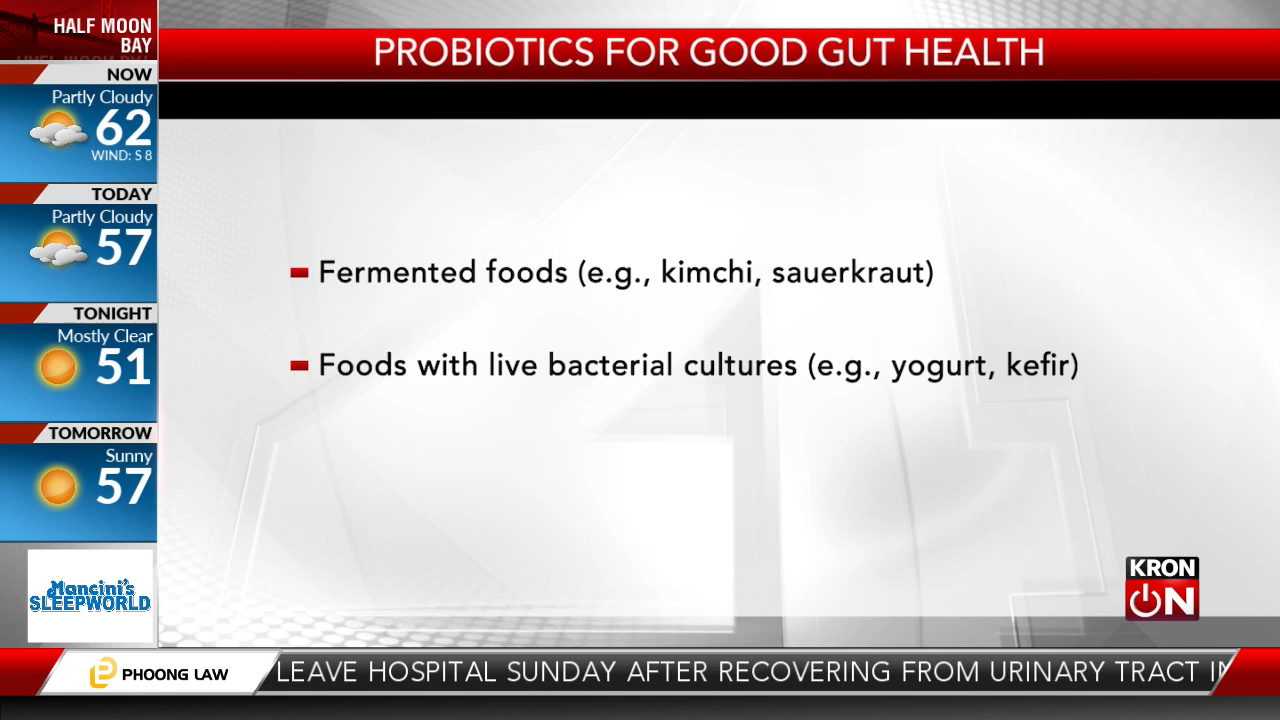 HALF MOON
BAY
NOW
Partly Cloudy
62
WIND: S 8
TODAY
Partly Cloudy
57
TONIGHT
Mostly Clear
51
TOMORROW
Sunny
57
Mancini's
SLEEPWORLD
PROBIOTICS FOR GOOD GUT HEALTH
Fermented foods (e.g., kimchi, sauerkraut)
Foods with live bacterial cultures (e.g., yogurt, kefir)
KRON
ON
PHOONG LAW
LEAVE HOSPITAL SUNDAY AFTER RECOVERING FROM URINARY TRACT